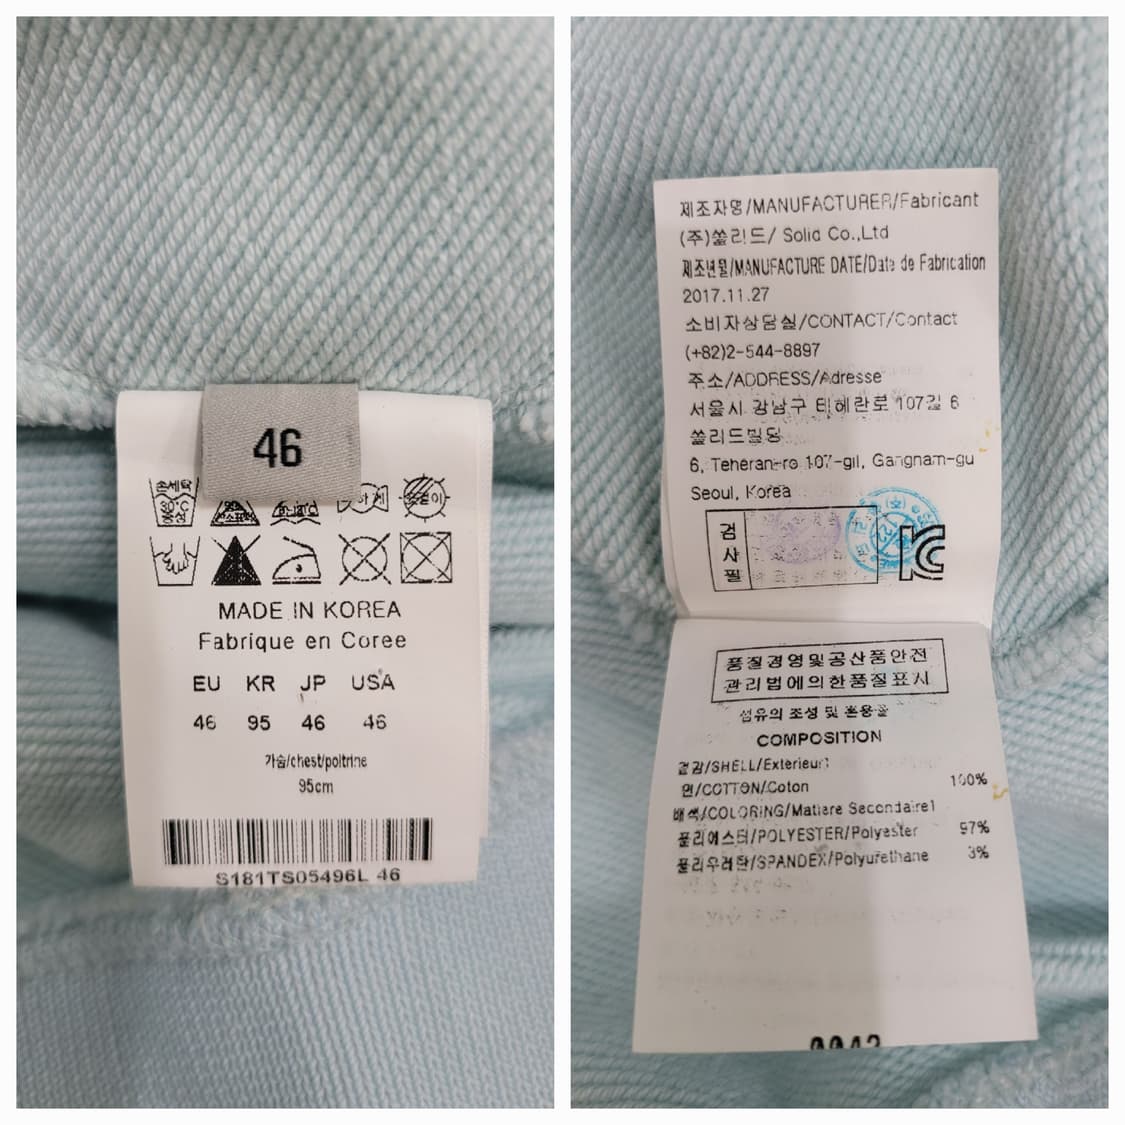 46
손세탁
30°C
중성
MADE IN KOREA
Fabrique en Coree
EU KR JP USA
46 95 46 46
가슴/chest/poitrine
95cm
S181TS05496L 46
제조자명/MANUFACTURER/Fabricant
(주)쏠리드/ Solid Co.,Ltd
제조년월/MANUFACTURE DATE/Date de Fabrication
2017.11.27
소비자상담실/CONTACT/Contact
(+82)2-544-8897
주소/ADDRESS/Adresse
서울시 강남구 테헤란로 107길 6
쏠리드빌딩
6, Teheran-ro 107-gil, Gangnam-gu
Seoul, Korea
검사필
품질경영및공산품안전
관리법에의한품질표시
섬유의 조성 및 혼용율
COMPOSITION
겉감/SHELL/Exterieur1
면/COTTON/Coton 100%
배색/COLORING/Matiere Secondaire1
폴리에스터/POLYESTER/Polyester 97%
폴리우레탄/SPANDEX/Polyurethane 3%